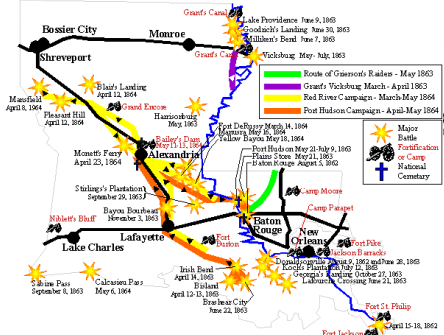 Grant's Canal
Lake Providence June 9, 1863
Goodrich's Landing June 30, 1863
Milliken's Bend June 7, 1863
Bossier City
Monroe
Grant's Canal
Vicksburg May- July, 1863
Shreveport
Route of Grierson's Raiders - May 1863
Grant's Vicksburg March - April, 1863
Red River Campaign - March-May 1864
Port Hudson Campaign - April-May 1864
Mansfield
April 8, 1864
Blair's Landing
April 12, 1864
Grand Encore
Pleasant Hill
April 12, 1864
Harrisonburg
May, 1863
Major
Battle
Fortification
or Camp
National
Cemetery
Fort DeRussy March 14, 1864
Mansura May 16, 1864
Yellow Bayou May 18, 1864
Bailey's Dam
May 11-13, 1864
Monett's Ferry
April 23, 1864
Alexandria
Port Hudson May 21-July 9, 1863
Plains Store May 21, 1863
Baton Rouge August 5, 1862
Stirling's Plantation
September 29, 1863
Camp Moore
Bayou Bourbeau
November 3, 1863
Camp Parapet
Niblett's Bluff
Baton
Rouge
Lafayette
Lake Charles
Fort
Buxton
New
Orleans
Fort Pike
Jackson Barracks
Donaldsonville August 9, 1862 and June 28, 1863
Kock's Plantation July 12, 1863
Georgia's Landing October 27, 1863
Lafourche Crossing June 21, 1863
Irish Bend
April 14, 1863
Bisland
April 12-13, 1863
Sabine Pass
September 8, 1863
Calcasieu Pass
May 6, 1864
Brashear City
June 22, 1863
Fort St. Philip
April 15-18, 1862
Fort Jackson